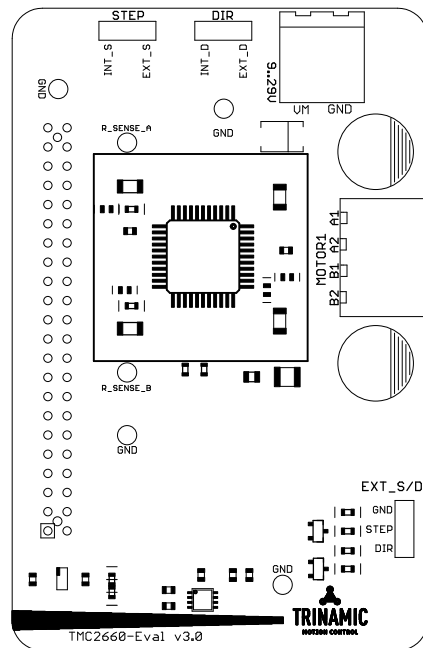 STEP DIR
INT_S EXT_S INT_D EXT_D
9..29V
VM GND
GND
GND
R_SENSE_A
MOTOR1
A1
A2
B1
B2
R_SENSE_B
GND
EXT_S/D
GND
STEP
DIR
GND
TRINAMIC
MOTION CONTROL
TMC2660-Eval v3.0